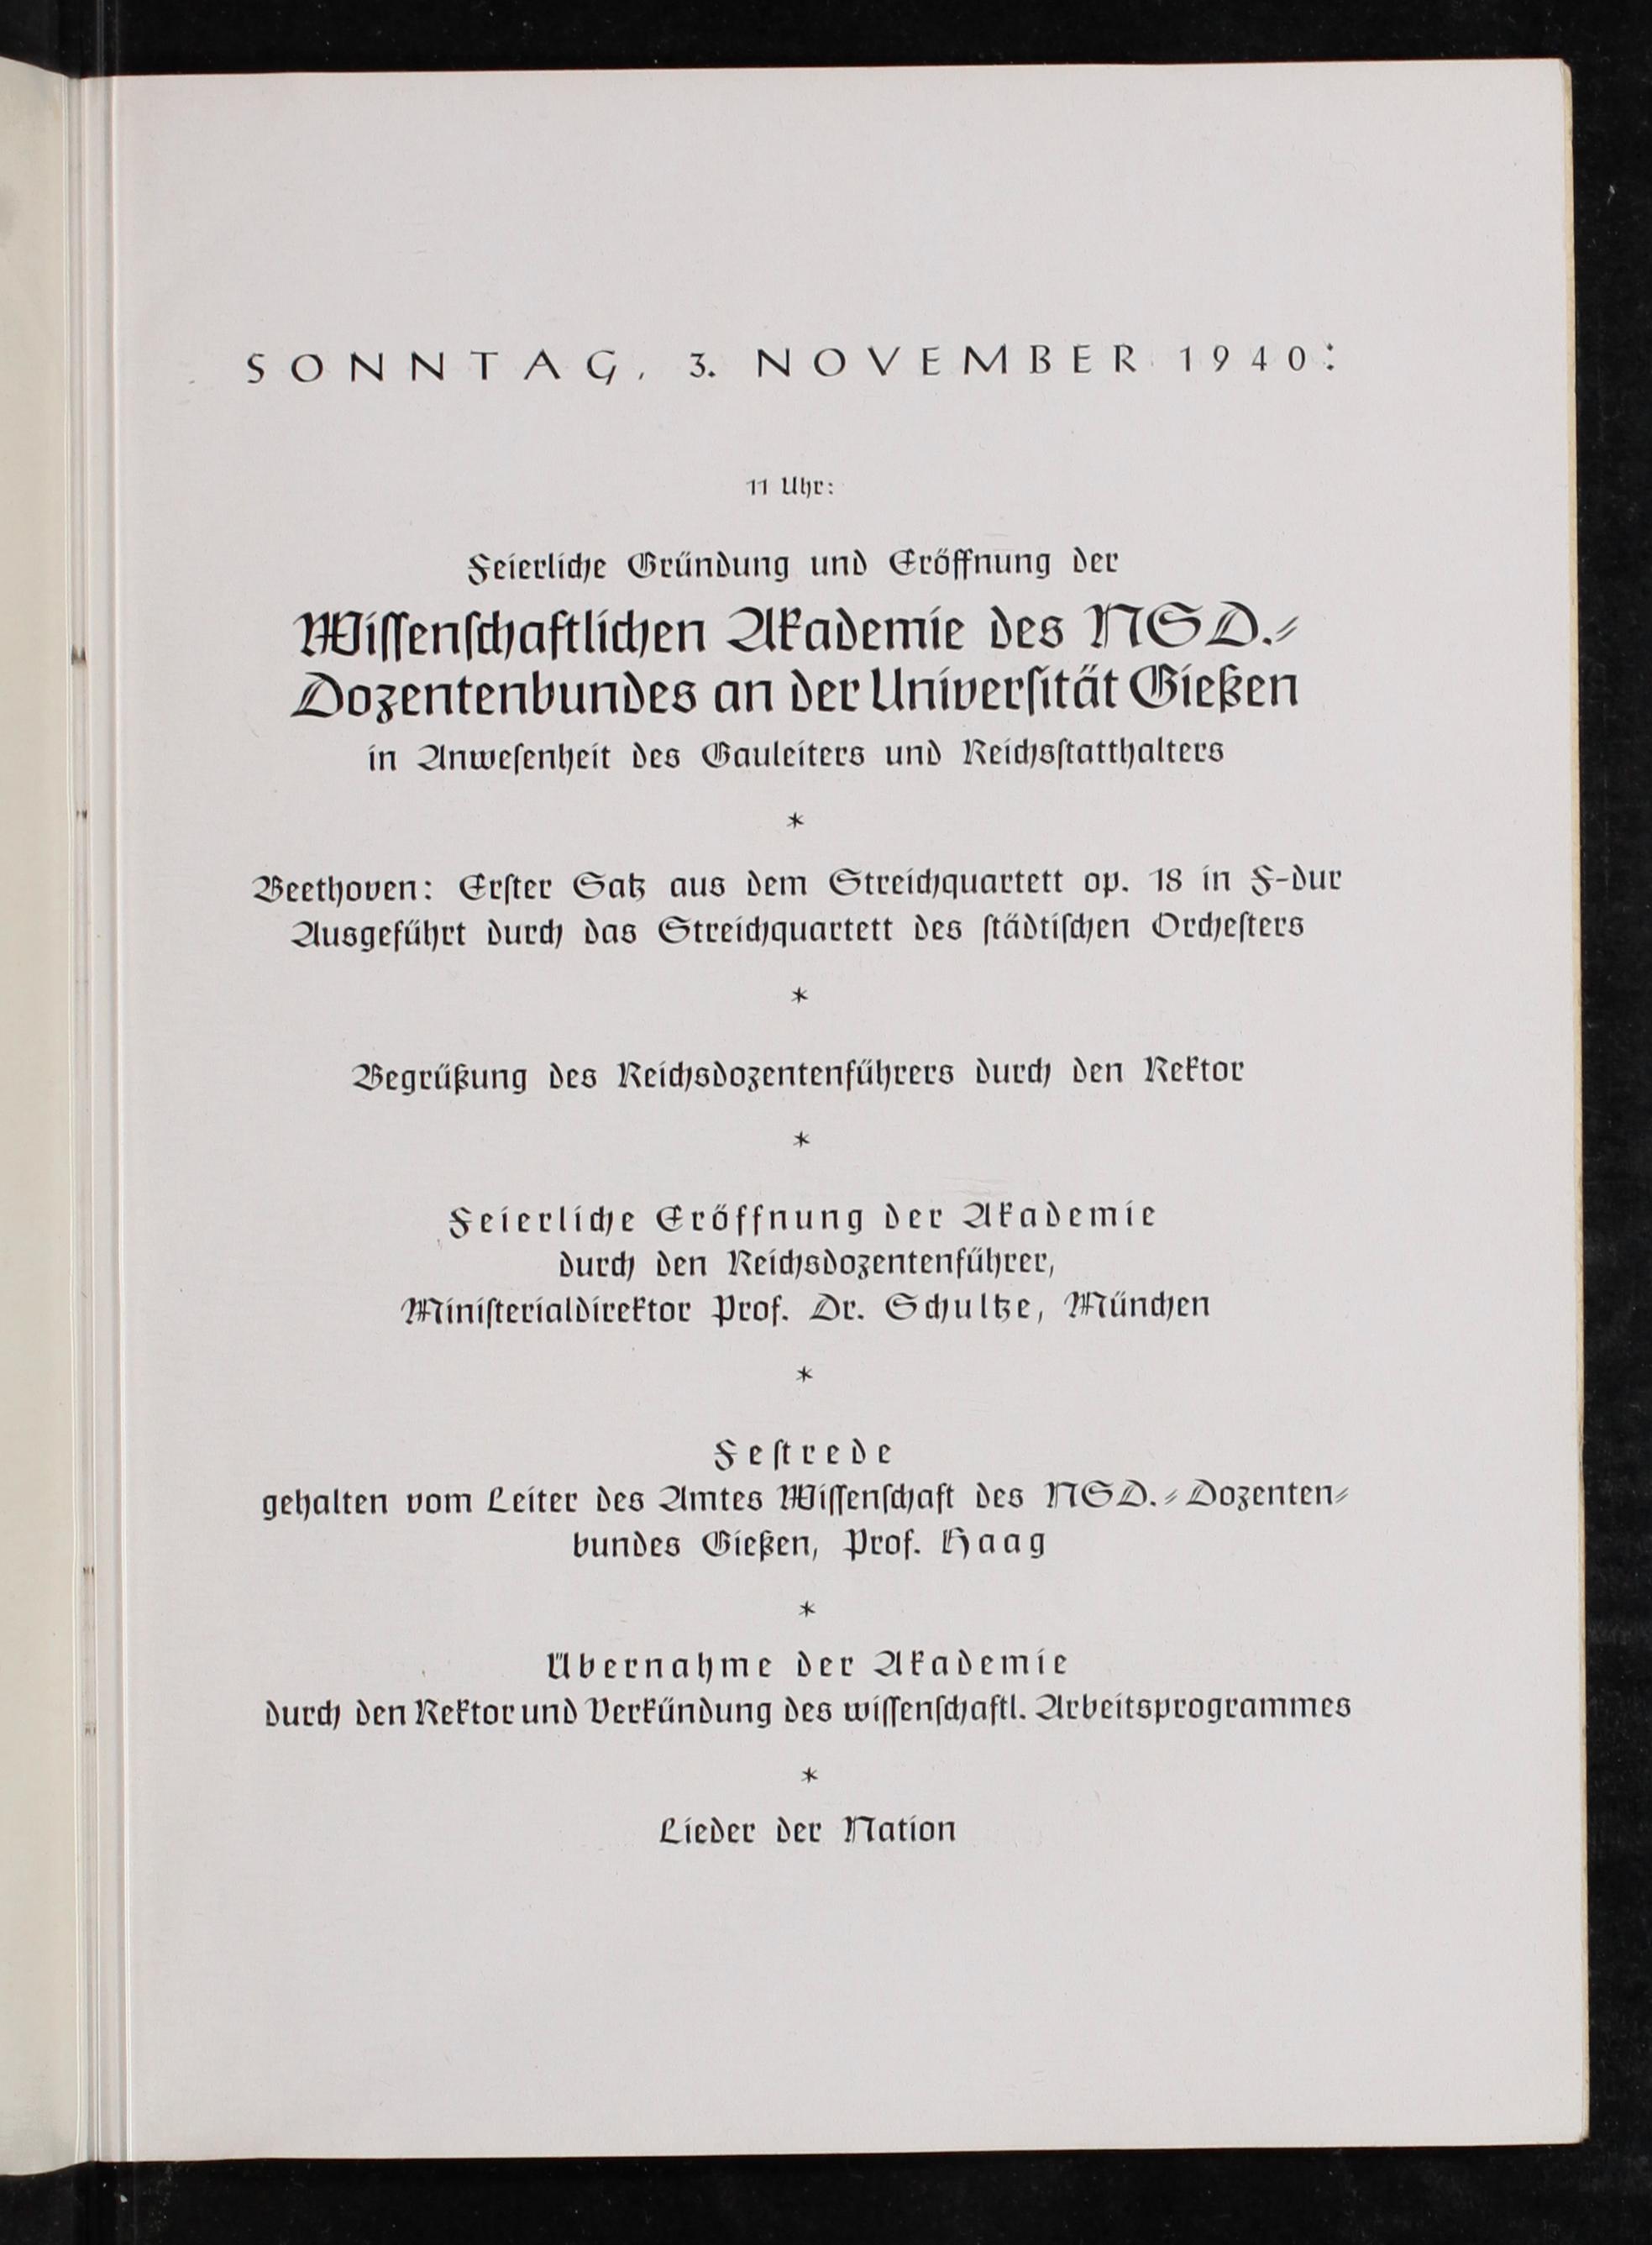 SONNTAG, 3. NOVEMBER 1940:
11 Uhr:
Feierliche Gründung und Eröffnung der
Wiſſenſchaftlichen Akademie des NSD.⸗
Dozentenbundes an der Univerſität Gießen
in Anweſenheit des Gauleiters und Reichsſtatthalters
*
Beethoven: Erſter Satz aus dem Streichquartett op. 18 in F-dur
Ausgeführt durch das Streichquartett des ſtädtiſchen Orcheſters
*
Begrüßung des Reichsdozentenführers durch den Rektor
*
Feierliche Eröffnung der Akademie
durch den Reichsdozentenführer,
Miniſterialdirektor Prof. Dr. Schultze, München
*
Feſtrede
gehalten vom Leiter des Amtes Wiſſenſchaft des NSD.⸗Dozenten⸗
bundes Gießen, Prof. Haag
*
Übernahme der Akademie
durch den Rektor und Verkündung des wiſſenſchaftl. Arbeitsprogrammes
*
Lieder der Nation